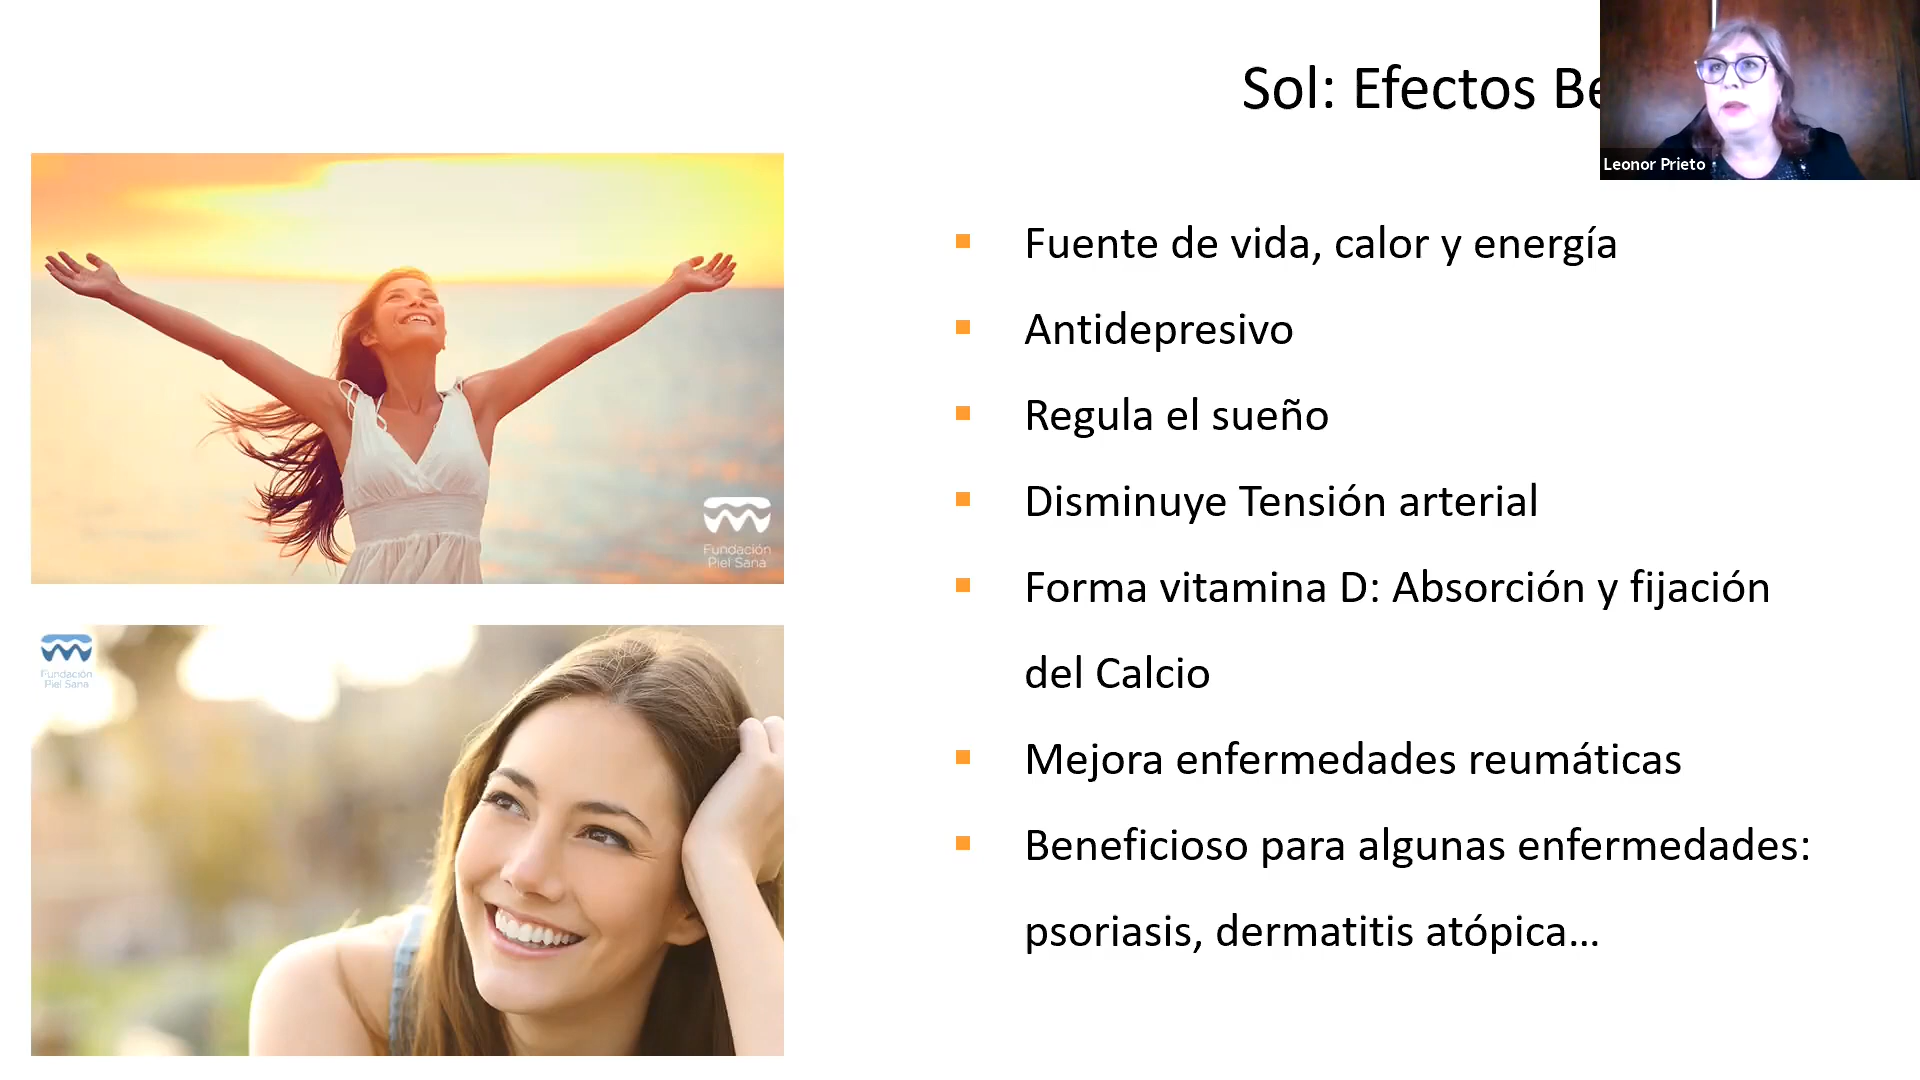 Sol: Efectos Be
Leonor Prieto
Fuente de vida, calor y energía
Antidepresivo
Regula el sueño
Disminuye Tensión arterial
Forma vitamina D: Absorción y fijación
del Calcio
Mejora enfermedades reumáticas
Beneficioso para algunas enfermedades:
psoriasis, dermatitis atópica...
Fundación
Piel Sana
Fundación
Piel Sana